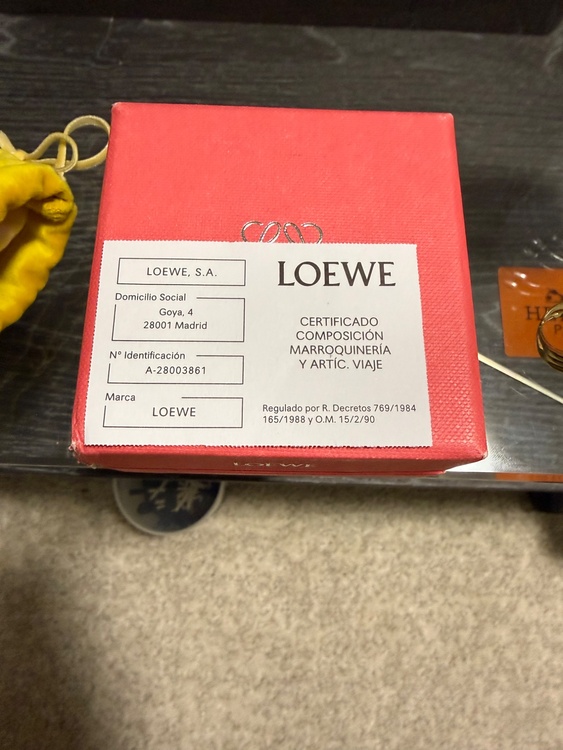 LOEWE, S.A.
Domicilio Social
Goya, 4
28001 Madrid
Nº Identificación
A-28003861
Marca
LOEWE
LOEWE
CERTIFICADO
COMPOSICIÓN
MARROQUINERÍA
Y ARTÍC. VIAJE
Regulado por R. Decretos 769/1984
165/1988 y O.M. 15/2/90
LOEWE